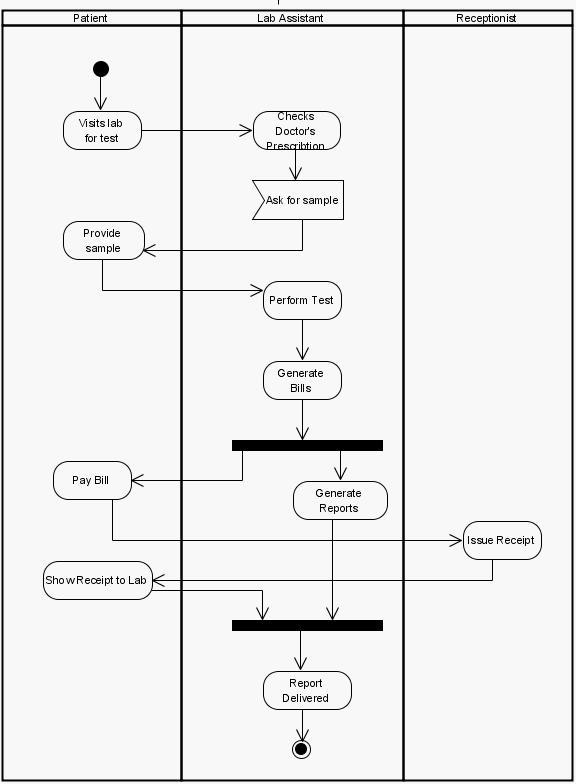 Patient
Lab Assistant
Receptionist
Visits lab
for test
Checks
Doctor's
Prescribtion
Ask for sample
Provide
sample
Perform Test
Generate
Bills
Pay Bill
Generate
Reports
Issue Receipt
Show Receipt to Lab
Report
Delivered